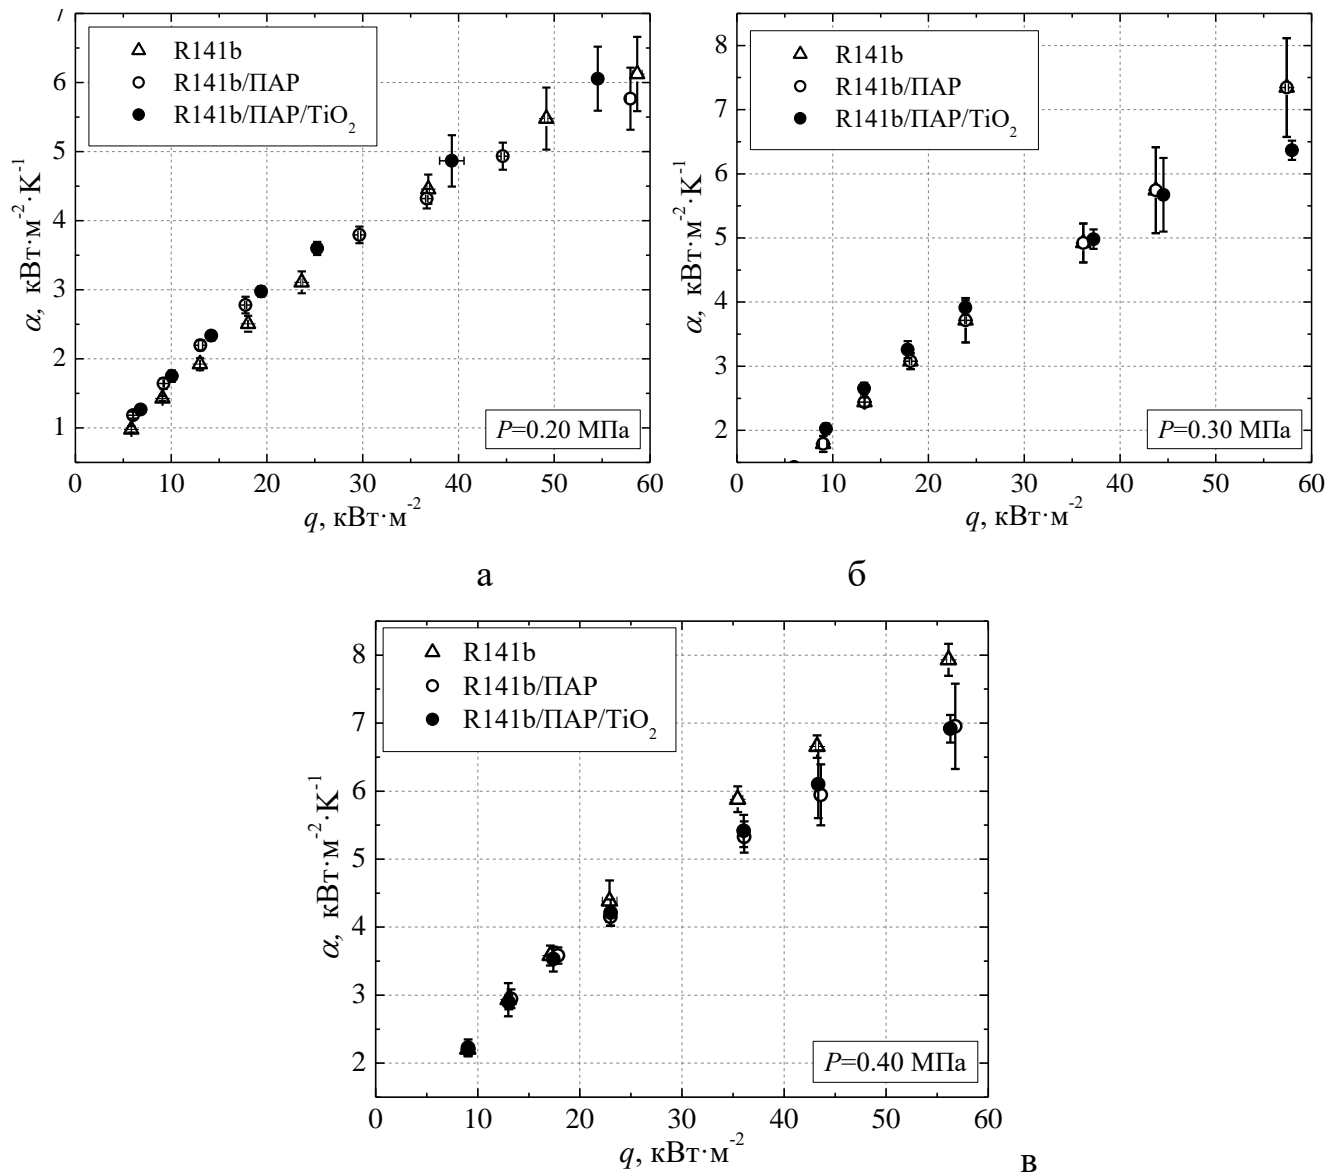 7
6
5
4
3
2
1
0 10 20 30 40 50 60
α, кВт·м⁻²·К⁻¹
q, кВт·м⁻²
R141b
R141b/ПАР
R141b/ПАР/TiO₂
P=0.20 МПа
а
8
7
6
5
4
3
2
0 10 20 30 40 50 60
α, кВт·м⁻²·К⁻¹
q, кВт·м⁻²
R141b
R141b/ПАР
R141b/ПАР/TiO₂
P=0.30 МПа
б
8
7
6
5
4
3
2
0 10 20 30 40 50 60
α, кВт·м⁻²·К⁻¹
q, кВт·м⁻²
R141b
R141b/ПАР
R141b/ПАР/TiO₂
P=0.40 МПа
в